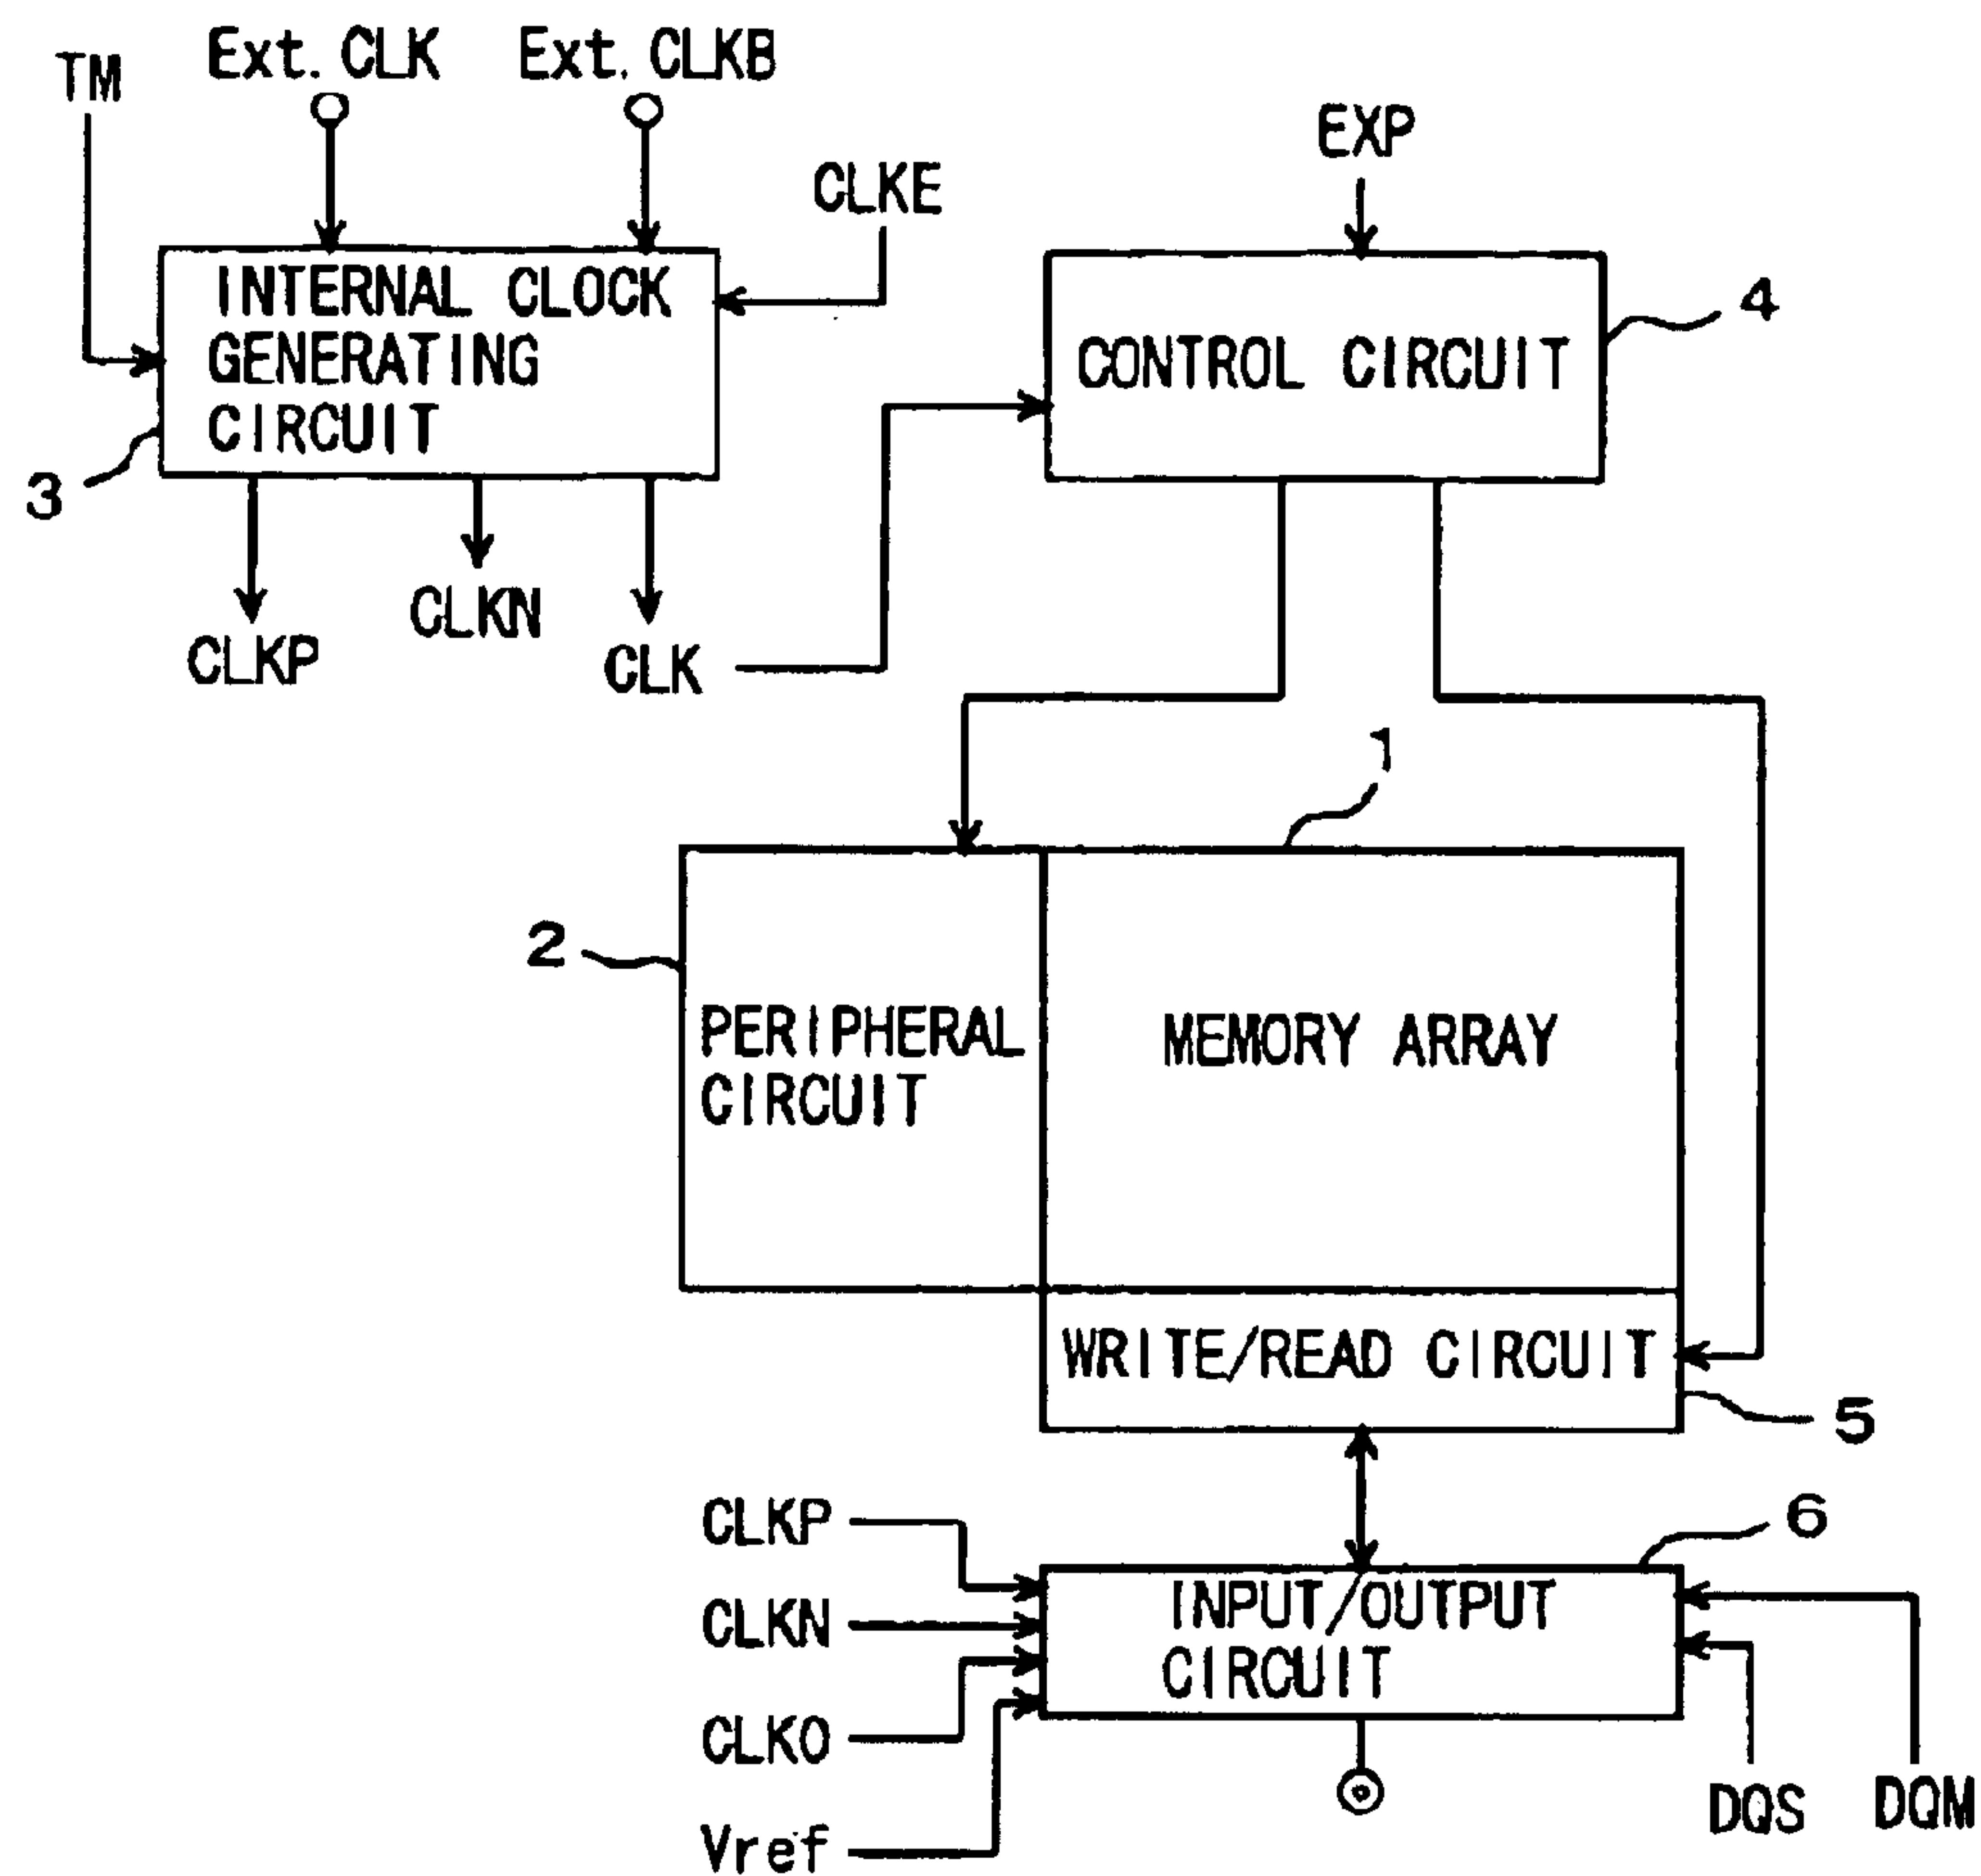 TM
Ext. CLK
Ext. CLKB
CLKE
EXP
INTERNAL CLOCK
GENERATING
CIRCUIT
3
CONTROL CIRCUIT
4
CLKP
CLKN
CLK
1
2
PERIPHERAL
CIRCUIT
MEMORY ARRAY
WRITE/READ CIRCUIT
5
CLKP
CLKN
CLKO
Vref
6
INPUT/OUTPUT
CIRCUIT
DQS
DQM